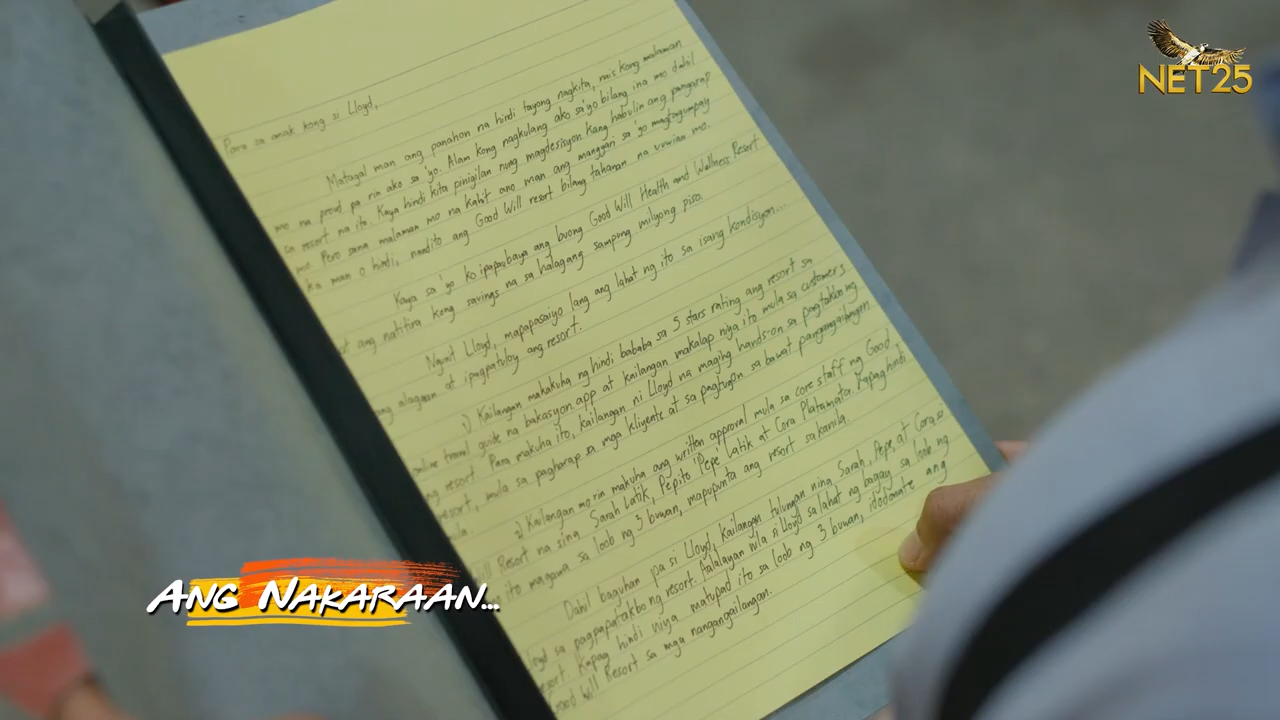 NET25
Para sa anak kong si Lloyd,
Matagal man ang panahon na hindi tayong nagkita, nais kong malaman
mo na proud pa rin ako sa 'yo. Alam kong nagkulang ako sa'yo bilang ina mo dahil
sa resort na ito. Kaya hindi kita pinigilan nung magdesisyon kang habulin ang pangarap
mo. Pero sana malaman mo na kahit ano man ang mangyari sa 'yo magtagumpay
ka man o hindi, nandito ang Good Will resort bilang tahanan na uuwian mo.
Kaya sa 'yo ko ipapaubaya ang buong Good Will Health and Wellness Resort
at ang natitira kong savings na sa halagang sampung milyong piso.
Ngunit Lloyd, mapapasaiyo lang ang lahat ng ito sa isang kondisyon...
ang alagaan at ipagpatuloy ang resort.
1) Kailangan makakuha ng hindi bababa sa 5 stars rating ang resort sa
online travel guide na bakasyon.app at kailangan makalap niya ito mula sa customers
ng resort. Para makuha ito, kailangan ni Lloyd na maging hands-on sa pagtakbo ng
resort, mula sa pagharap sa mga kliyente at sa pagtugon sa bawat pangangailangan
nila.
2) Kailangan mo rin makuha ang written approval mula sa core staff ng Good
Will Resort na sina Sarah Latik, Pepito 'Pepe' Latik at Cora Platamata. Kapag hindi
ito magawa sa loob ng 3 buwan, mapupunta ang resort sa kanila.
Dahil baguhan pa si Lloyd, kailangan tulungan nina Sarah, Pepe, at Cora si
Lloyd sa pagpapatakbo ng resort. Aalalayan nila si Lloyd sa lahat ng bagay sa loob ng
resort. Kapag hindi niya matupad ito sa loob ng 3 buwan, idodonate ang
Good Will Resort sa mga nangangailangan.
ANG NAKARAAN...